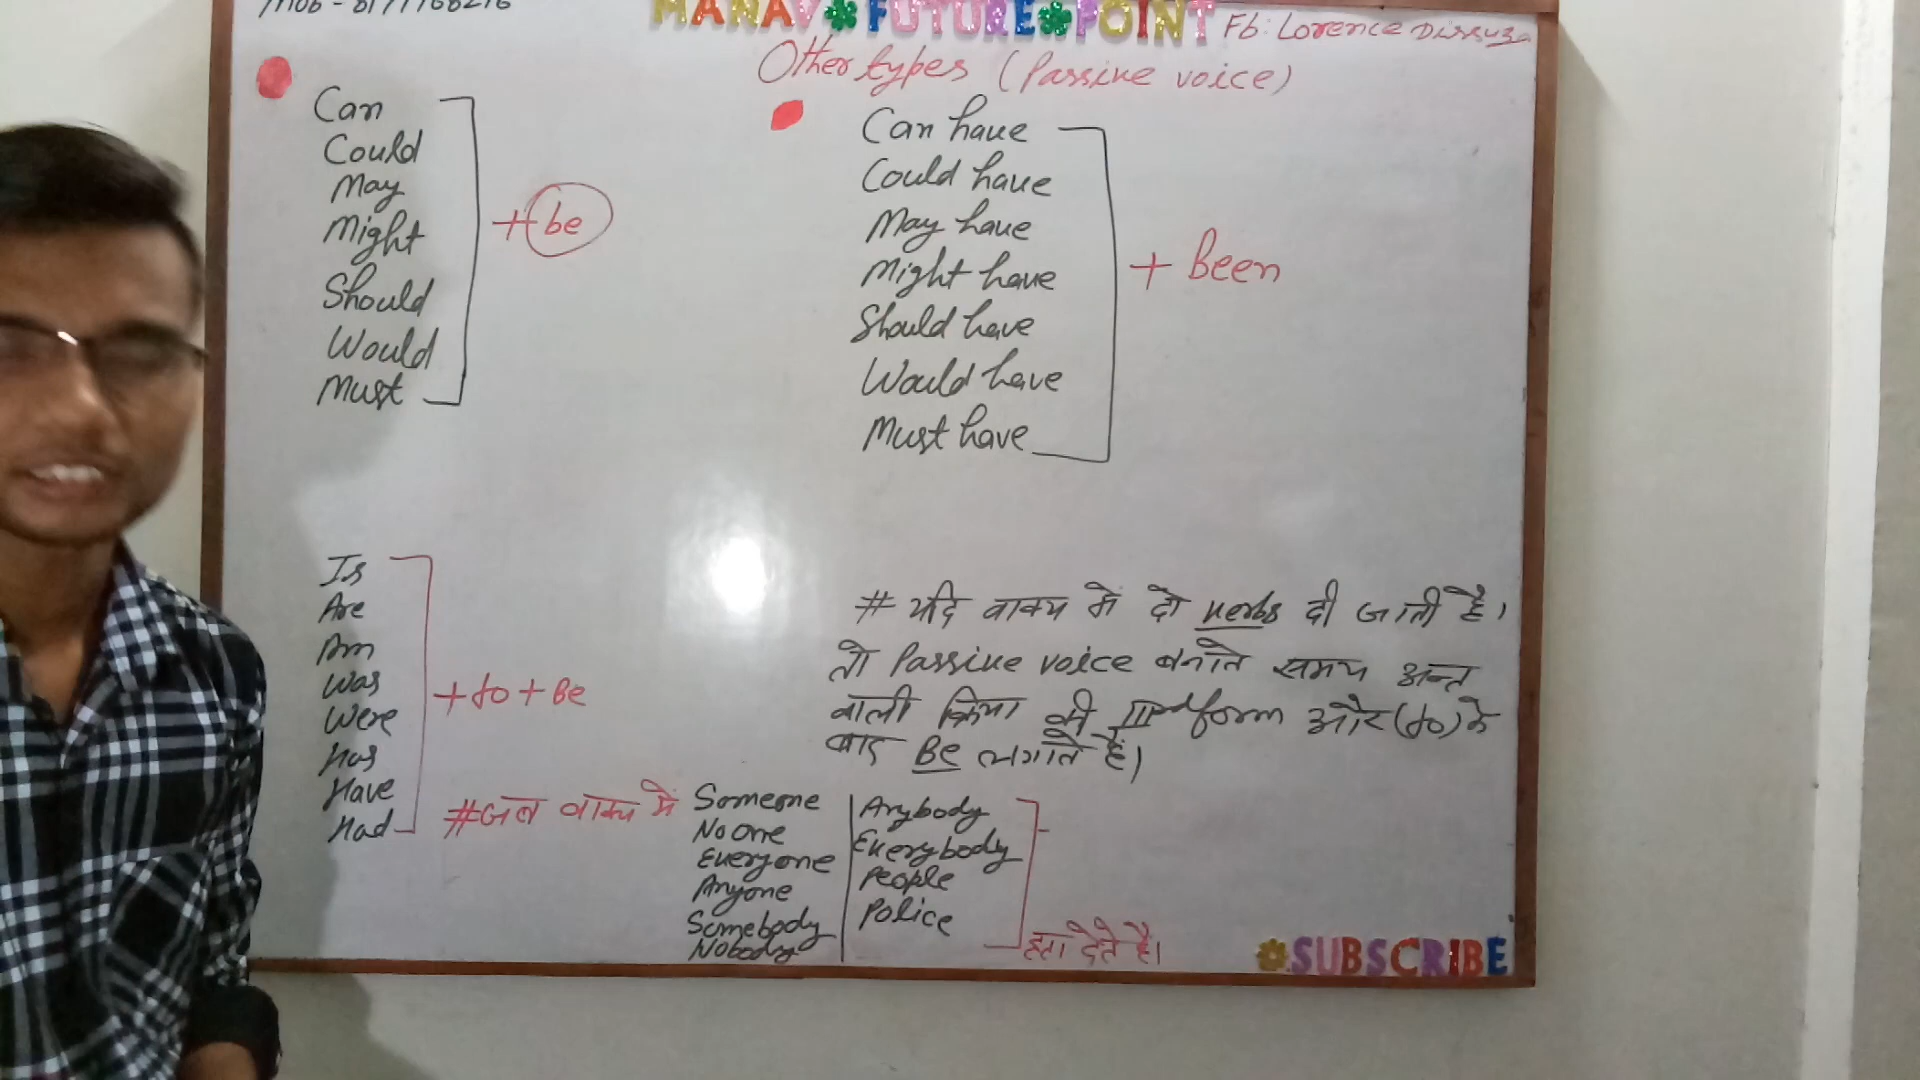 MANAV FUTURE POINT
Fb: Lorence
Other types (Passive voice)
Can
Could
May
Might
Should
Would
Must
+ be
Can have
Could have
May have
Might have
Should have
Would have
Must have
+ Been
Is
Are
Am
Was
Were
Has
Have
Had
+ to + Be
# यदि वाक्य में दो verbs दी जाती है।
तो Passive voice बनाते समय अन्त
वाली क्रिया की IIIrd form और (to) के
बाद Be लगाते हैं।
#जब वाक्य में
Someone
No one
Everyone
Anyone
Somebody
Nobody
Anybody
Everybody
People
Police
हटा देते है।
SUBSCRIBE